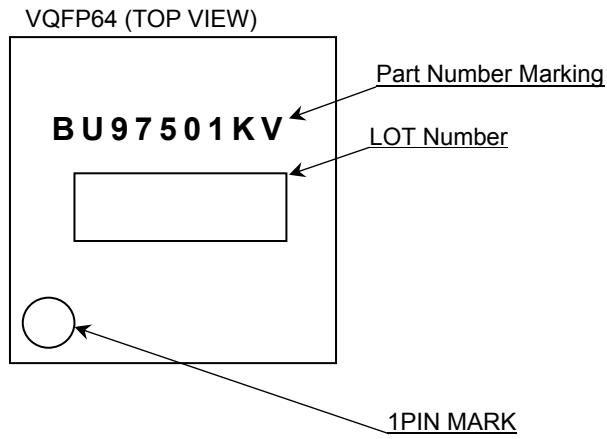 VQFP64 (TOP VIEW)
Part Number Marking
BU97501KV
LOT Number
1PIN MARK